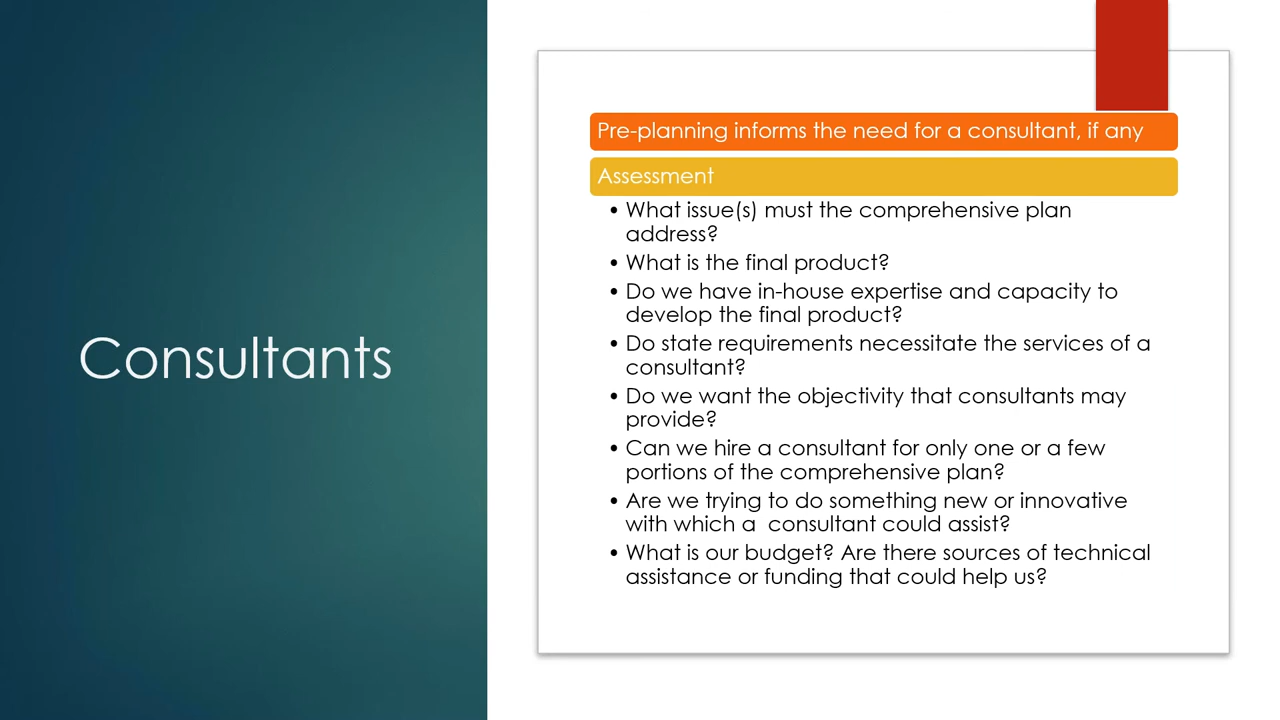 Consultants
Pre-planning informs the need for a consultant, if any
Assessment
• What issue(s) must the comprehensive plan
address?
• What is the final product?
• Do we have in-house expertise and capacity to
develop the final product?
• Do state requirements necessitate the services of a
consultant?
• Do we want the objectivity that consultants may
provide?
• Can we hire a consultant for only one or a few
portions of the comprehensive plan?
• Are we trying to do something new or innovative
with which a  consultant could assist?
• What is our budget? Are there sources of technical
assistance or funding that could help us?